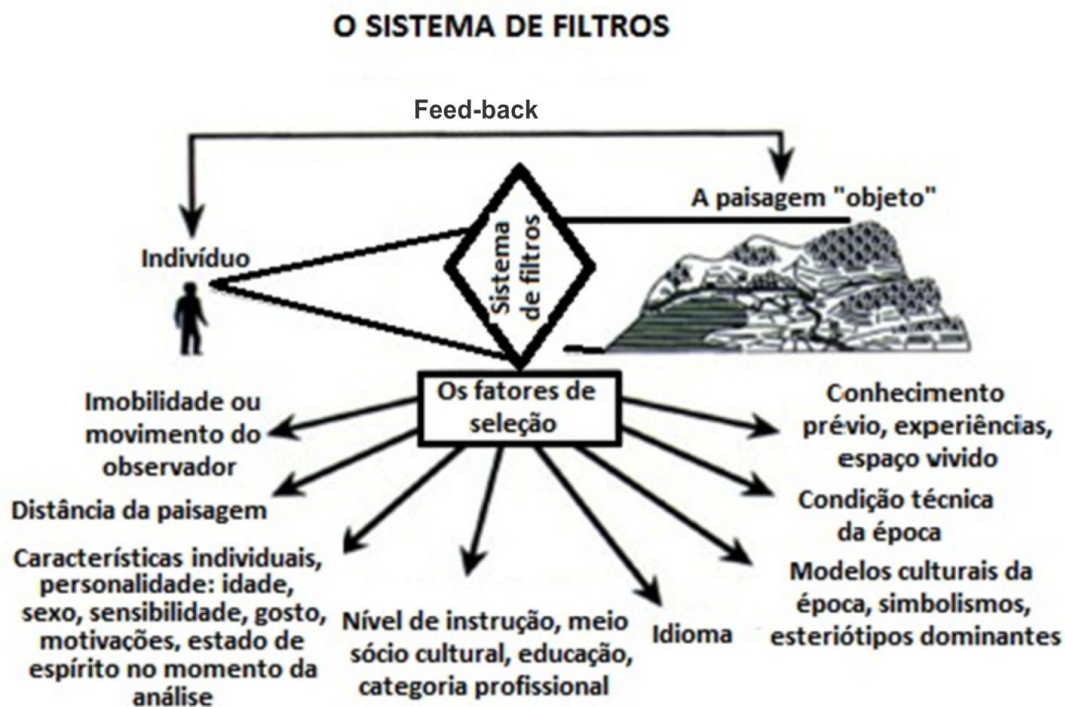 O SISTEMA DE FILTROS
Feed-back
A paisagem "objeto"
Indivíduo
Sistema
de filtros
Os fatores de
seleção
Imobilidade ou
movimento do
observador
Distância da paisagem
Características individuais,
personalidade: idade,
sexo, sensibilidade, gosto,
motivações, estado de
espírito no momento da
análise
Nível de instrução, meio
sócio cultural, educação,
categoria profissional
Idioma
Modelos culturais da
época, simbolismos,
esteriótipos dominantes
Condição técnica
da época
Conhecimento
prévio, experiências,
espaço vivido